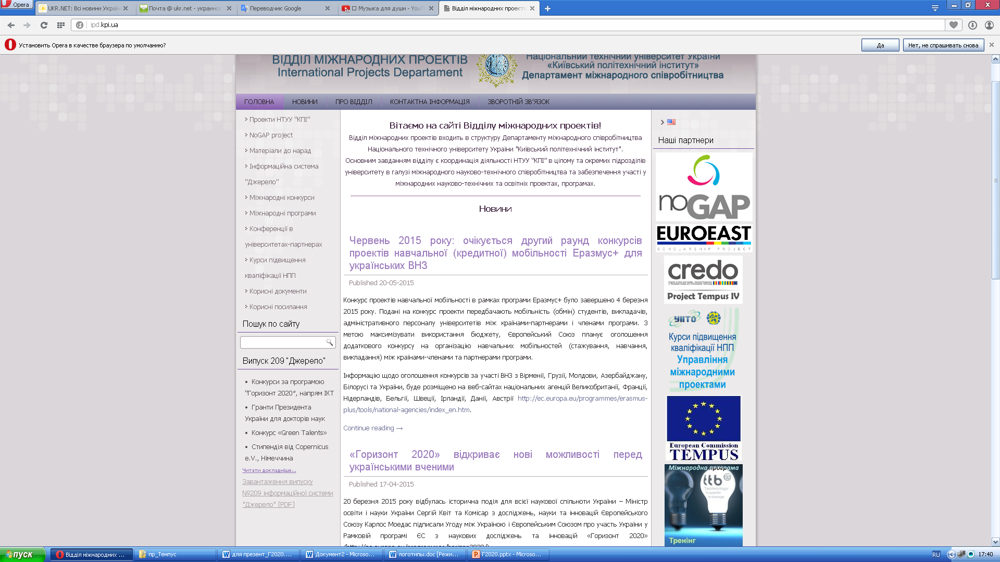 Opera
UKR.NET: Всі новини Україн
Почта @ ukr.net - украинск
Переводчик Google
Музыка для души - YouT
Відділ міжнародних проекті
ipd.kpi.ua
Установить Opera в качестве браузера по умолчанию?
Да
Нет, не спрашивать снова
ВІДДІЛ МІЖНАРОДНИХ ПРОЕКТІВ
International Projects Departament
Національний технічний університет України
«Київський політехнічний інститут»
Департамент міжнародного співробітництва
ГОЛОВНА
НОВИНИ
ПРО ВІДДІЛ
КОНТАКТНА ІНФОРМАЦІЯ
ЗВОРОТНІЙ ЗВ'ЯЗОК
Проекти НТУУ "КПІ"
NoGAP project
Матеріали до нарад
Інформаційна система
"Джерело"
Міжнародні конкурси
Міжнародні програми
Конференції в
університетах-партнерах
Курси підвищення
кваліфікації НПП
Корисні документи
Корисні посилання
Пошук по сайту
Випуск 209 "Джерело"
• Конкурси за програмою
"Горизонт 2020", напрям ІКТ
• Гранти Президента
України для докторів наук
• Конкурс «Green Talents»
• Стипендія від Copernicus
e.V., Німеччина
Читати докладніше...
Завантаження випуску
№209 інформаційної системи
"Джерело" [PDF]
Вітаємо на сайті Відділу міжнародних проектів!
Відділ міжнародних проектів входить в структуру Департаменту міжнародного співробітництва
Національного технічного університету України "Київський політехнічний інститут".
Основним завданням відділу є координація діяльності НТУУ "КПІ" в цілому та окремих підрозділів
університету в галузі міжнародного науково-технічного співробітництва та забезпечення участі у
міжнародних науково-технічних та освітніх проектах, програмах.
Новини
Червень 2015 року: очікується другий раунд конкурсів
проектів навчальної (кредитної) мобільності Еразмус+ для
українських ВНЗ
Published 20-05-2015
Конкурс проектів навчальної мобільності в рамках програми Еразмус+ було завершено 4 березня
2015 року. Подані на конкурс проекти передбачають мобільність (обмін) студентів, викладачів,
адміністративного персоналу університетів між країнами-партнерами і членами програми. З
метою максимізувати використання бюджету, Європейський Союз планує оголошення
додаткового конкурсу на організацію навчальних мобільностей (стажування, навчання,
викладання) між країнами-членами та партнерами програми.
Інформацію щодо оголошення конкурсів за участі ВНЗ з Вірменії, Грузії, Молдови, Азербайджану,
Білорусі та України, буде розміщено на веб-сайтах національних агенцій Великобританії, Франції,
Нідерландів, Бельгії, Швеції, Ірландії, Данії, Австрії http://ec.europa.eu/programmes/erasmus-
plus/tools/national-agencies/index_en.htm.
Continue reading →
«Горизонт 2020» відкриває нові можливості перед
українськими вченими
Published 17-04-2015
20 березня 2015 року відбулась історична подія для всієї наукової спільноти України – Міністр
освіти і науки України Сергій Квіт та Комісар з досліджень, науки та інновацій Європейського
Союзу Карлос Моедас підписали Угоду між Україною і Європейським Союзом про участь України у
Рамковій програмі ЄС з наукових досліджень та інновацій «Горизонт 2020»
Наші партнери
noGAP
EUROEAST
SCHOLARSHIP PROJECT
credo
Project Tempus IV
УІІТО
Курси підвищення
кваліфікації НПП
Управління
міжнародними
проектами
European Commission
TEMPUS
Міжнародна програма
ttb
Technology
Transfer
Brokerage
Тренінг
пуск
Відділ міжнародних ...
пр_Темпус
для презент_Г2020....
Документ2 - Microso...
логотипы.doc [Режи...
Г2020.pptx - Microso...
RU
17:40